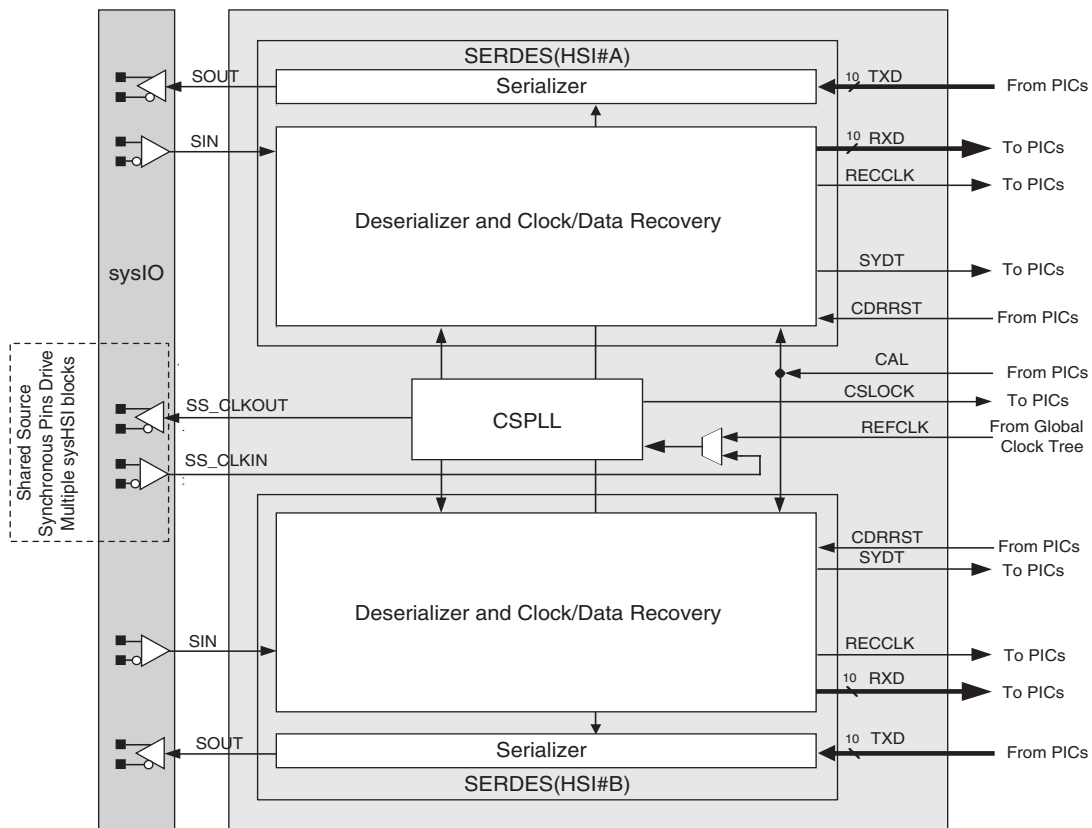 SERDES(HSI#A)
SOUT
Serializer
10 TXD
From PICs
SIN
10 RXD
To PICs
RECCLK
To PICs
Deserializer and Clock/Data Recovery
sysIO
SYDT
To PICs
CDRRST
From PICs
CAL
From PICs
Shared Source
Synchronous Pins Drive
Multiple sysHSI blocks
SS_CLKOUT
CSPLL
CSLOCK
To PICs
REFCLK
From Global
Clock Tree
SS_CLKIN
CDRRST
From PICs
SYDT
To PICs
Deserializer and Clock/Data Recovery
SIN
RECCLK
To PICs
10 RXD
To PICs
SOUT
Serializer
10 TXD
From PICs
SERDES(HSI#B)